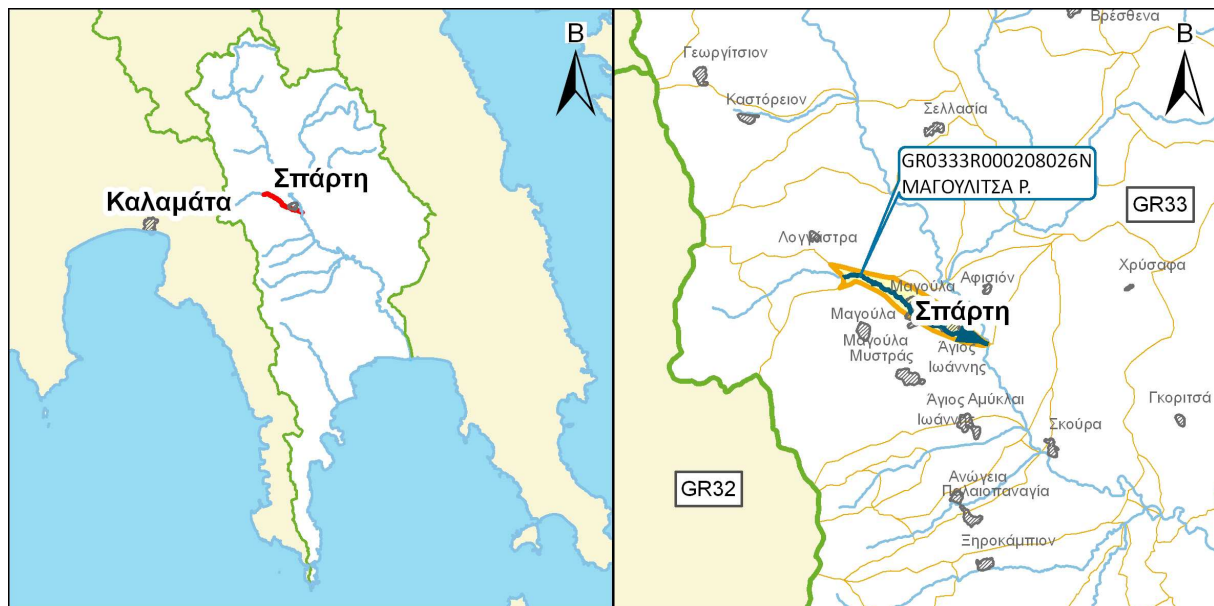 Β
Σπάρτη
Καλαμάτα
Βρέσθενα
Β
Γεωργίτσιον
Καστόρειον
Σελλασία
GR0333R000208026N
ΜΑΓΟΥΛΙΤΣΑ Ρ.
GR33
Λογγάστρα
Χρύσαφα
Αφισιόν
Μαγούλα
Σπάρτη
Μαγούλα
Μαγούλα
Μυστράς
Άγιος
Ιωάννης
Άγιος
Ιωάννης
Αμύκλαι
Γκοριτσά
Σκούρα
GR32
Ανώγεια
Παλαιοπαναγία
Ξηροκάμπιον